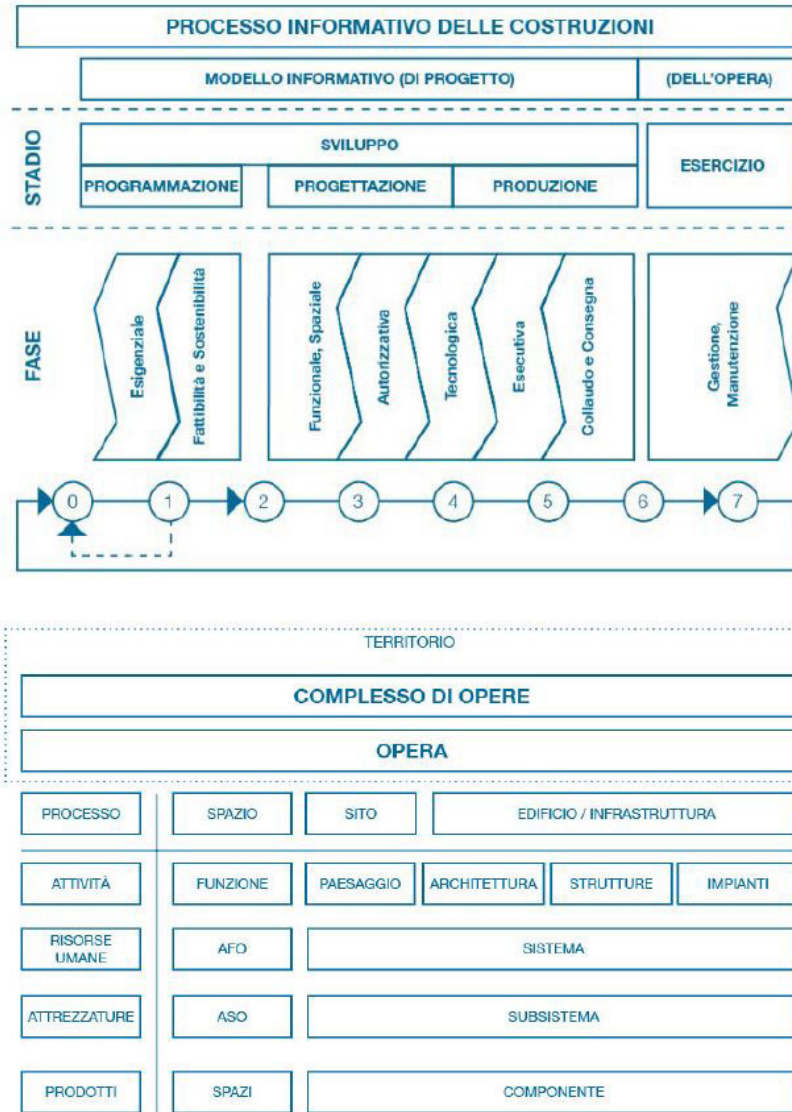 PROCESSO INFORMATIVO DELLE COSTRUZIONI
MODELLO INFORMATIVO (DI PROGETTO)
(DELL'OPERA)
STADIO
SVILUPPO
ESERCIZIO
PROGRAMMAZIONE
PROGETTAZIONE
PRODUZIONE
FASE
Esigenziale
Fattibilità e Sostenibilità
Funzionale, Spaziale
Autorizzativa
Tecnologica
Esecutiva
Collaudo e Consegna
Gestione,
Manutenzione
0
1
2
3
4
5
6
7
TERRITORIO
COMPLESSO DI OPERE
OPERA
PROCESSO
SPAZIO
SITO
EDIFICIO / INFRASTRUTTURA
ATTIVITÀ
FUNZIONE
PAESAGGIO
ARCHITETTURA
STRUTTURE
IMPIANTI
RISORSE
UMANE
AFO
SISTEMA
ATTREZZATURE
ASO
SUBSISTEMA
PRODOTTI
SPAZI
COMPONENTE